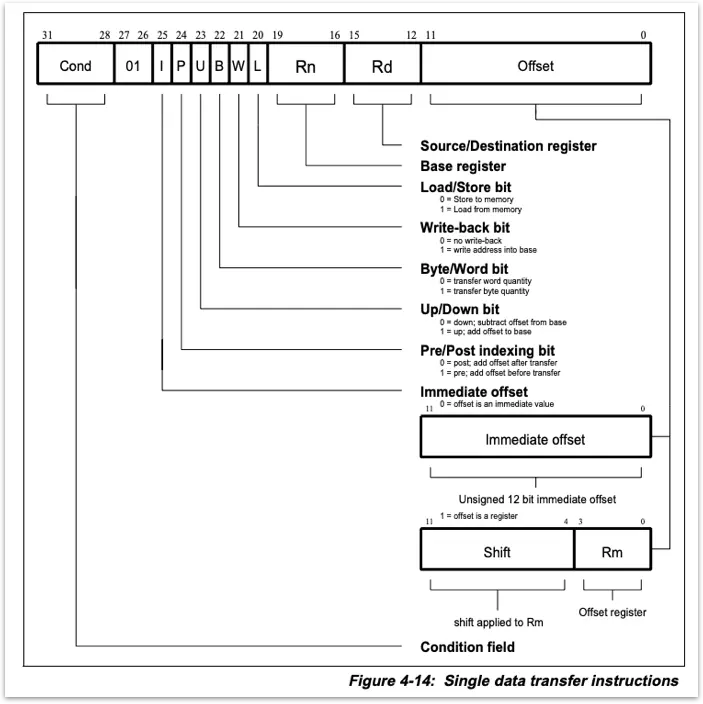 31 28 27 26 25 24 23 22 21 20 19 16 15 12 11 0
Cond 01 I P U B W L Rn Rd Offset
Source/Destination register
Base register
Load/Store bit
0 = Store to memory
1 = Load from memory
Write-back bit
0 = no write-back
1 = write address into base
Byte/Word bit
0 = transfer word quantity
1 = transfer byte quantity
Up/Down bit
0 = down; subtract offset from base
1 = up; add offset to base
Pre/Post indexing bit
0 = post; add offset after transfer
1 = pre; add offset before transfer
Immediate offset
0 = offset is an immediate value
11 0
Immediate offset
Unsigned 12 bit immediate offset
1 = offset is a register
11 4 3 0
Shift Rm
shift applied to Rm Offset register
Condition field
Figure 4-14: Single data transfer instructions